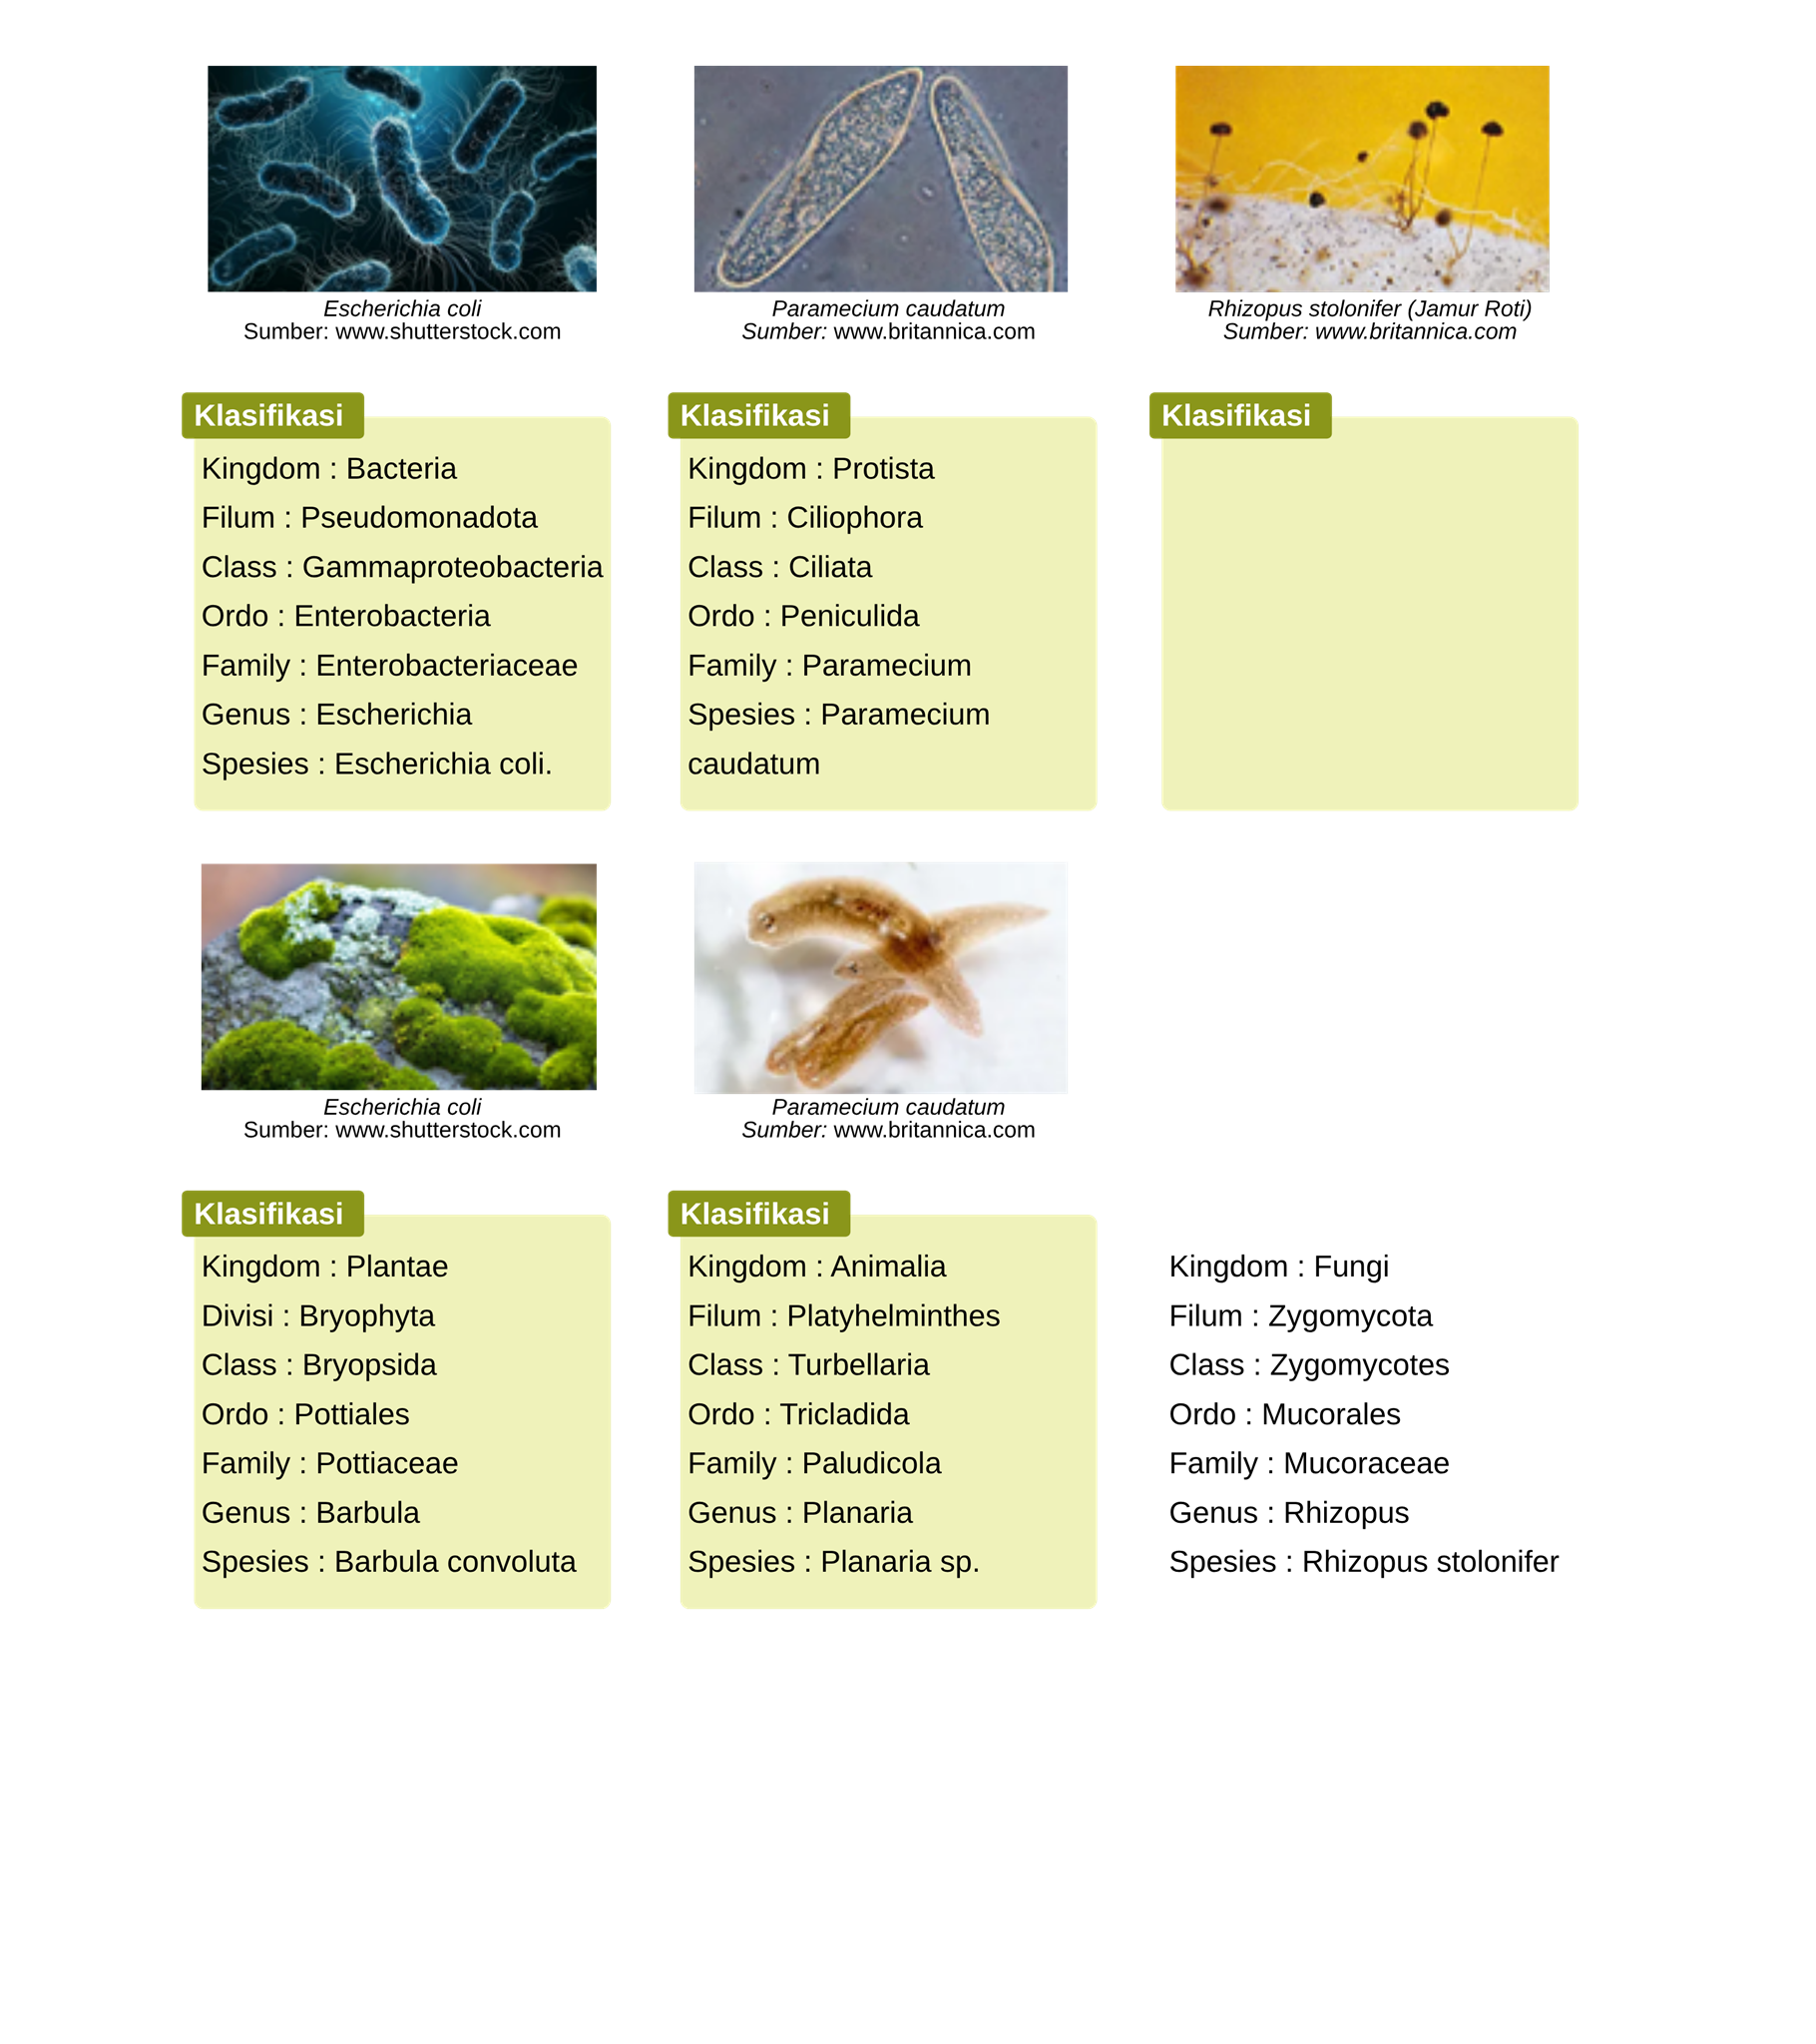 Escherichia coli
Sumber: www.shutterstock.com
Paramecium caudatum
Sumber: www.britannica.com
Rhizopus stolonifer (Jamur Roti)
Sumber: www.britannica.com
Klasifikasi
Kingdom : Bacteria
Filum : Pseudomonadota
Class : Gammaproteobacteria
Ordo : Enterobacteria
Family : Enterobacteriaceae
Genus : Escherichia
Spesies : Escherichia coli.
Klasifikasi
Kingdom : Protista
Filum : Ciliophora
Class : Ciliata
Ordo : Peniculida
Family : Paramecium
Spesies : Paramecium
caudatum
Klasifikasi
Escherichia coli
Sumber: www.shutterstock.com
Paramecium caudatum
Sumber: www.britannica.com
Klasifikasi
Kingdom : Plantae
Divisi : Bryophyta
Class : Bryopsida
Ordo : Pottiales
Family : Pottiaceae
Genus : Barbula
Spesies : Barbula convoluta
Klasifikasi
Kingdom : Animalia
Filum : Platyhelminthes
Class : Turbellaria
Ordo : Tricladida
Family : Paludicola
Genus : Planaria
Spesies : Planaria sp.
Kingdom : Fungi
Filum : Zygomycota
Class : Zygomycotes
Ordo : Mucorales
Family : Mucoraceae
Genus : Rhizopus
Spesies : Rhizopus stolonifer